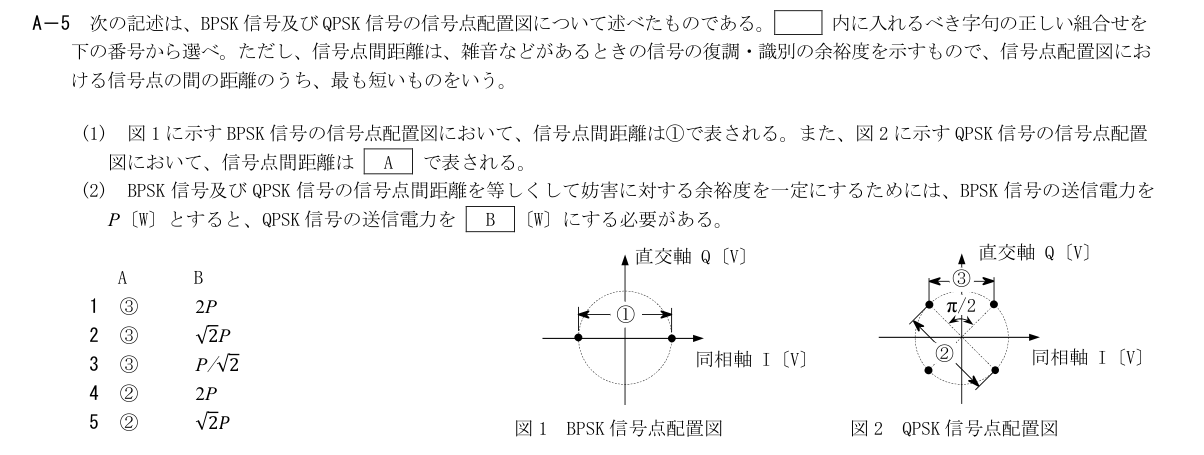 A－5 次の記述は、BPSK 信号及び QPSK 信号の信号点配置図について述べたものである。 内に入れるべき字句の正しい組合せを
下の番号から選べ。ただし、信号点間距離は、雑音などがあるときの信号の復調・識別の余裕度を示すもので、信号点配置図にお
ける信号点の間の距離のうち、最も短いものをいう。
(1) 図 1 に示す BPSK 信号の信号点配置図において、信号点間距離は①で表される。また、図 2 に示す QPSK 信号の信号点配置
図において、信号点間距離は A で表される。
(2) BPSK 信号及び QPSK 信号の信号点間距離を等しくして妨害に対する余裕度を一定にするためには、BPSK 信号の送信電力を
P〔W〕とすると、QPSK 信号の送信電力を B〔W〕にする必要がある。
A B
1 ③ 2P
2 ③ √2P
3 ③ P/√2
4 ② 2P
5 ② √2P
直交軸 Q〔V〕
①
同相軸 I〔V〕
図 1 BPSK 信号点配置図
直交軸 Q〔V〕
③
π/2
②
同相軸 I〔V〕
図 2 QPSK 信号点配置図